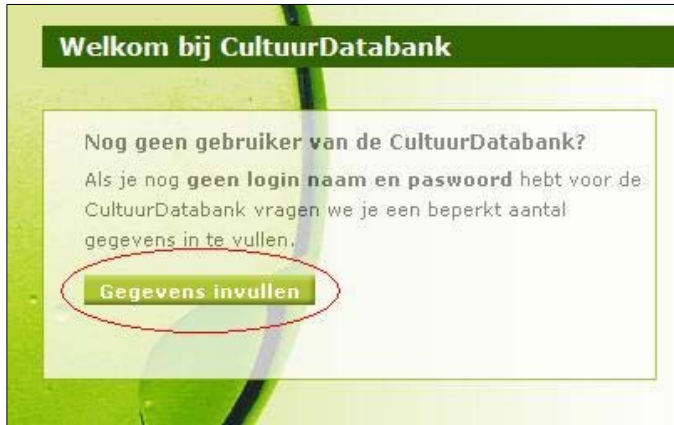 Welkom bij CultuurDatabank
Nog geen gebruiker van de CultuurDatabank?
Als je nog geen login naam en paswoord hebt voor de
CultuurDatabank vragen we je een beperkt aantal
gegevens in te vullen.
Gegevens invullen